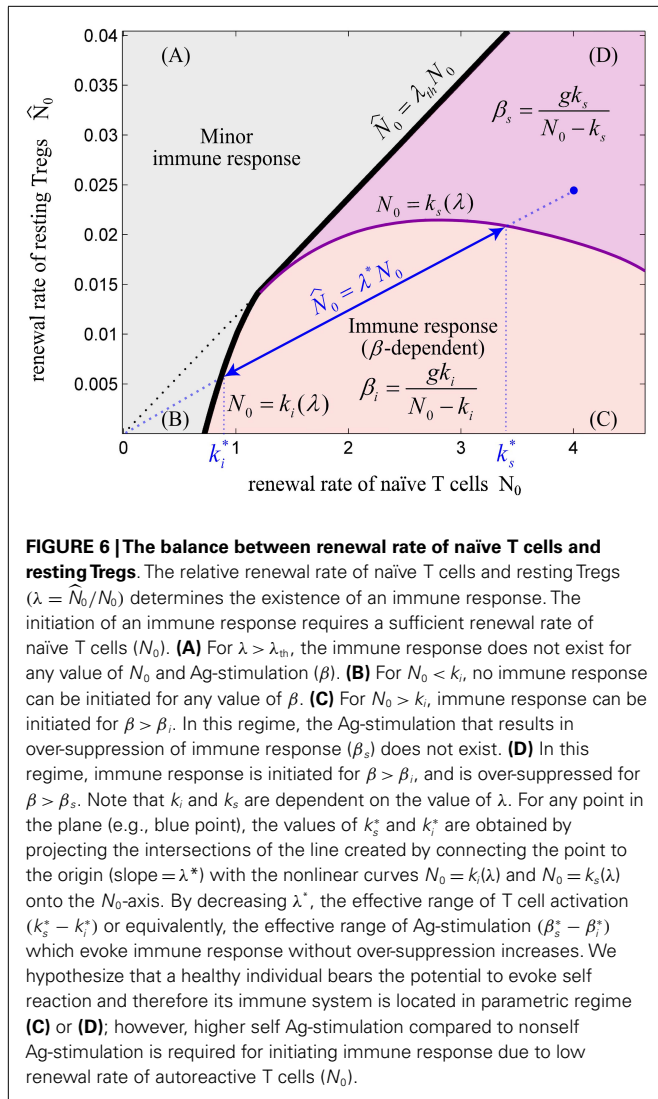 (A)
(D)
0.04
0.035
0.03
0.025
0.02
0.015
0.01
0.005
renewal rate of resting Tregs N̂₀
Minor
immune response
N̂₀ = λₜₕN₀
βₛ = gkₛ / (N₀ − kₛ)
N₀ = kₛ(λ)
N̂₀ = λ*N₀
Immune response
(β-dependent)
N₀ = kᵢ(λ)
βᵢ = gkᵢ / (N₀ − kᵢ)
(B)
(C)
0 1 2 3 4
kᵢ* kₛ*
renewal rate of naïve T cells N₀
FIGURE 6 | The balance between renewal rate of naïve T cells and
resting Tregs. The relative renewal rate of naïve T cells and resting Tregs
(λ = N̂₀/N₀) determines the existence of an immune response. The
initiation of an immune response requires a sufficient renewal rate of
naïve T cells (N₀). (A) For λ > λₜₕ, the immune response does not exist for
any value of N₀ and Ag-stimulation (β). (B) For N₀ < kᵢ, no immune response
can be initiated for any value of β. (C) For N₀ > kᵢ, immune response can be
initiated for β > βᵢ. In this regime, the Ag-stimulation that results in
over-suppression of immune response (βₛ) does not exist. (D) In this
regime, immune response is initiated for β > βᵢ, and is over-suppressed for
β > βₛ. Note that kᵢ and kₛ are dependent on the value of λ. For any point in
the plane (e.g., blue point), the values of kₛ* and kᵢ* are obtained by
projecting the intersections of the line created by connecting the point to
the origin (slope = λ*) with the nonlinear curves N₀ = kᵢ(λ) and N₀ = kₛ(λ)
onto the N₀-axis. By decreasing λ*, the effective range of T cell activation
(kₛ* − kᵢ*) or equivalently, the effective range of Ag-stimulation (βₛ* − βᵢ*)
which evoke immune response without over-suppression increases. We
hypothesize that a healthy individual bears the potential to evoke self
reaction and therefore its immune system is located in parametric regime
(C) or (D); however, higher self Ag-stimulation compared to nonself
Ag-stimulation is required for initiating immune response due to low
renewal rate of autoreactive T cells (N₀).